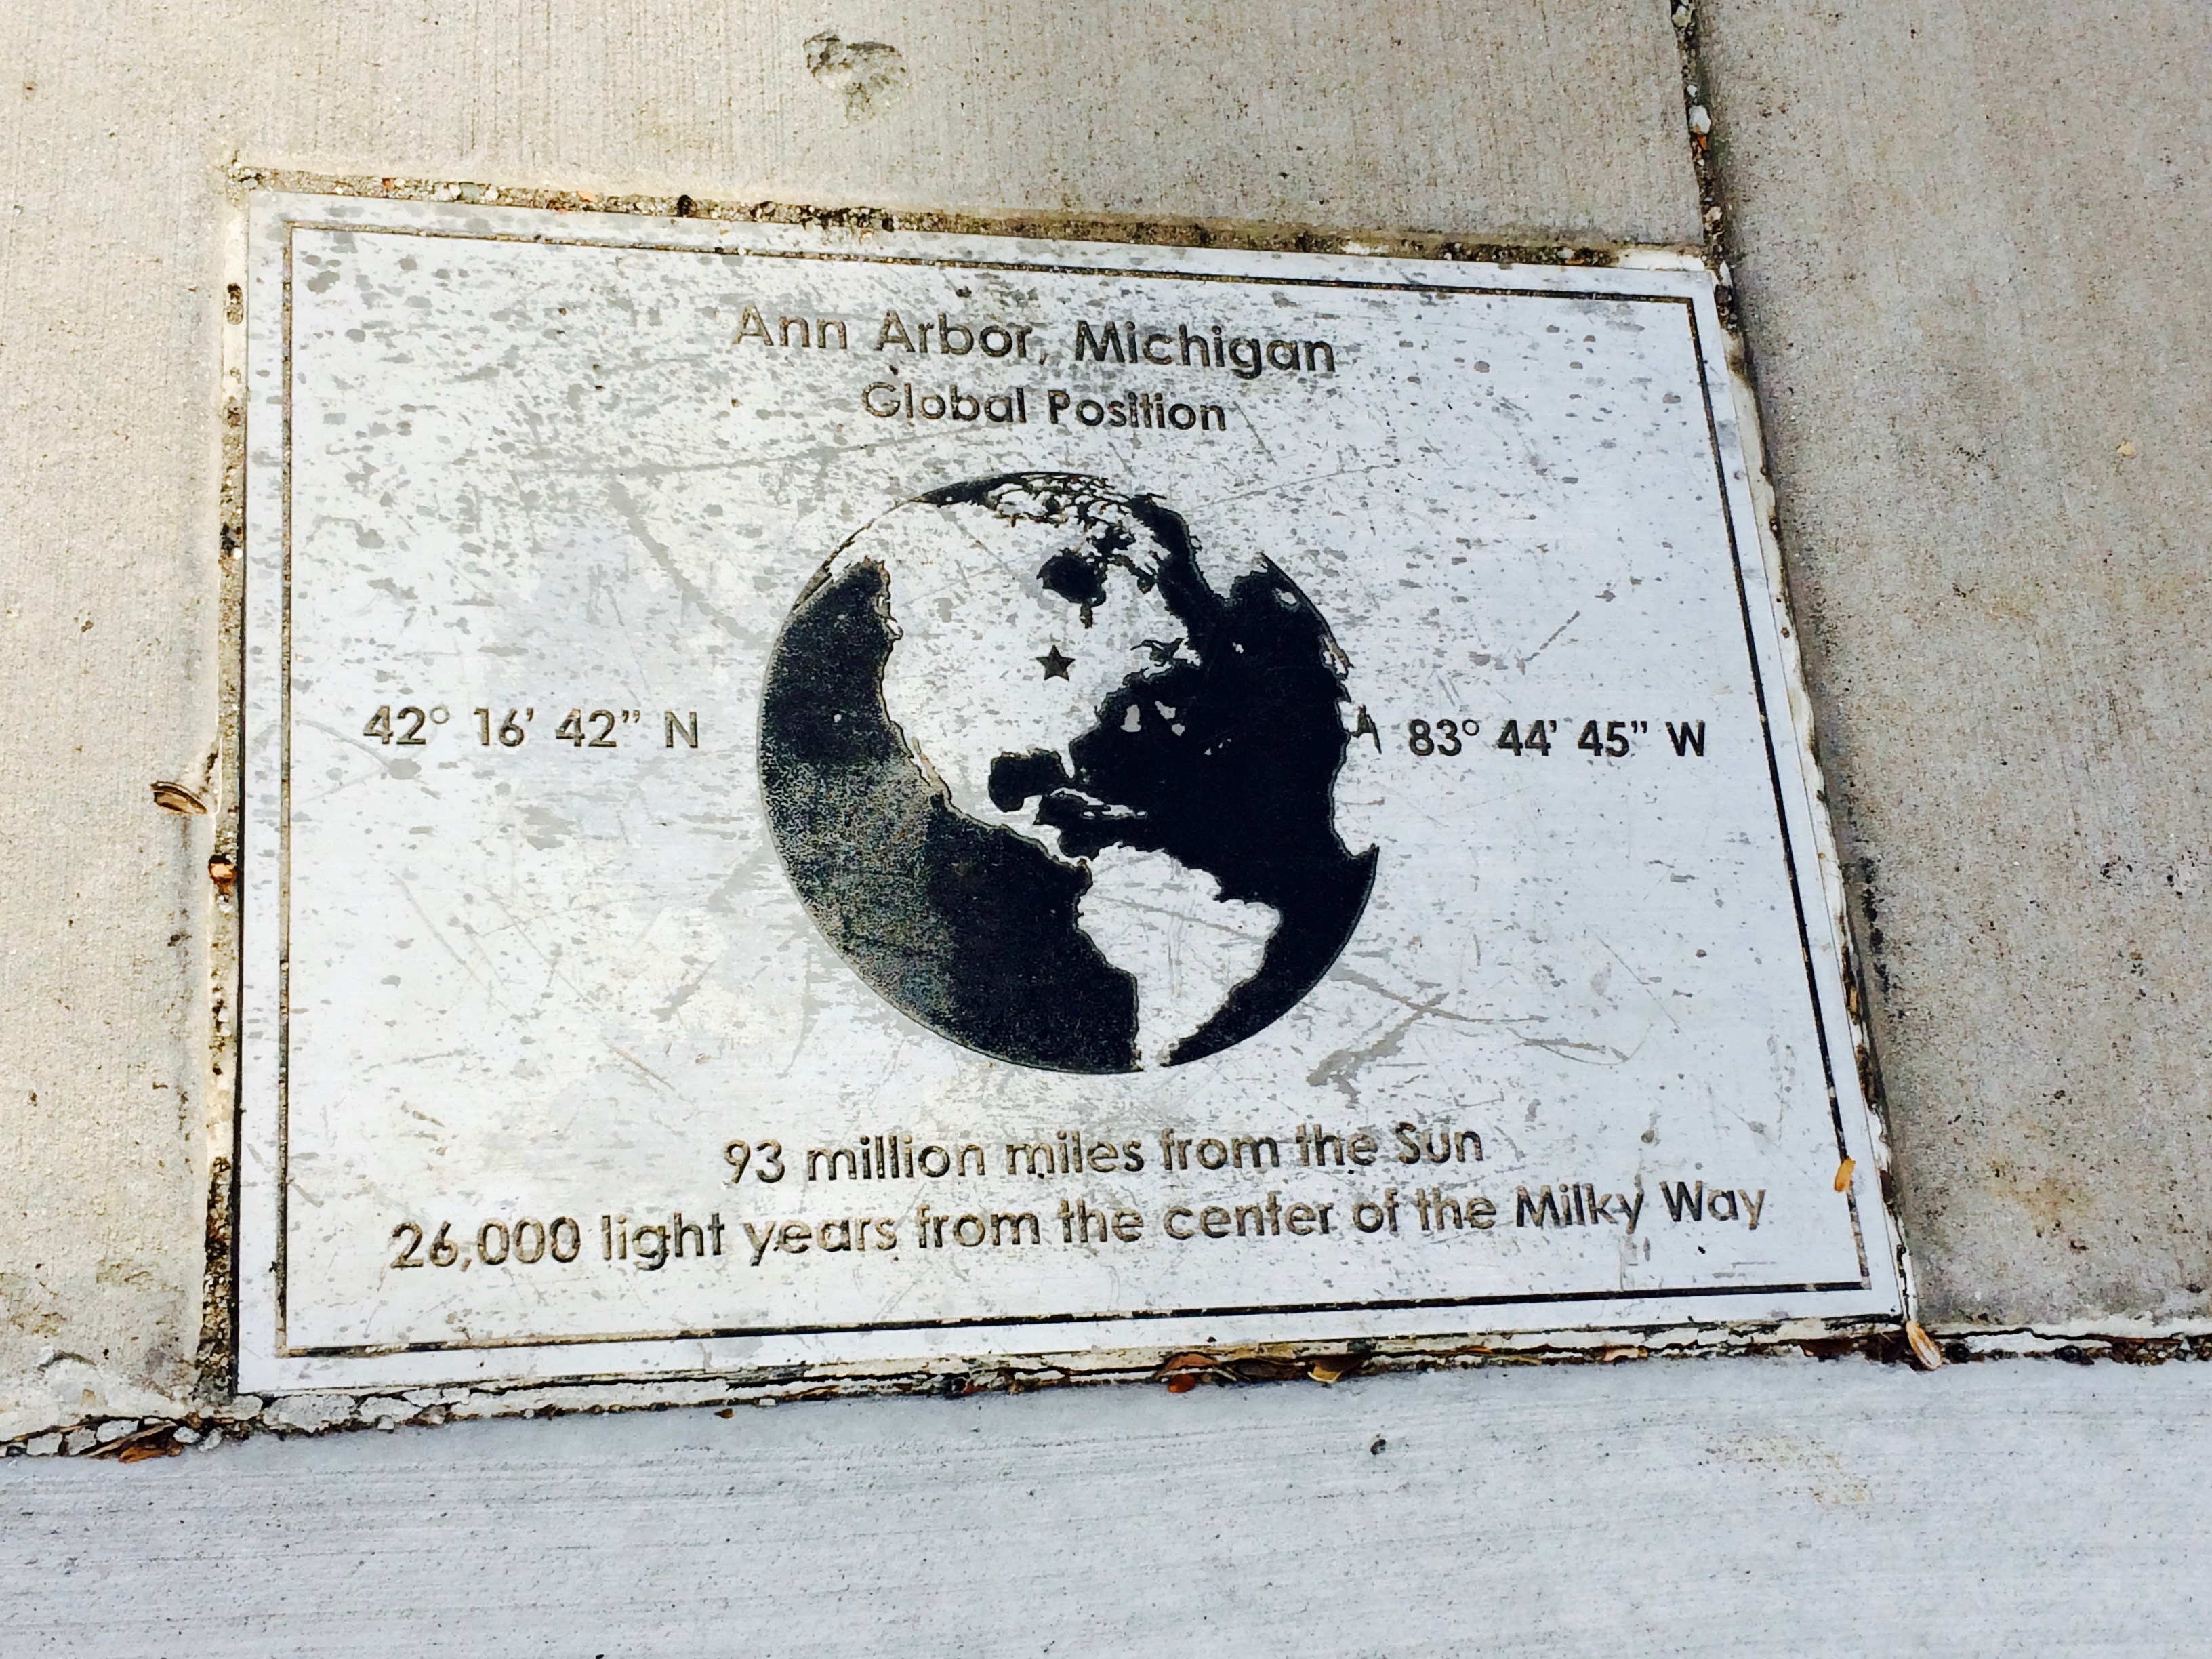 Ann Arbor, Michigan
Global Position
42° 16' 42" N
83° 44' 45" W
93 million miles from the Sun
26,000 light years from the center of the Milky Way